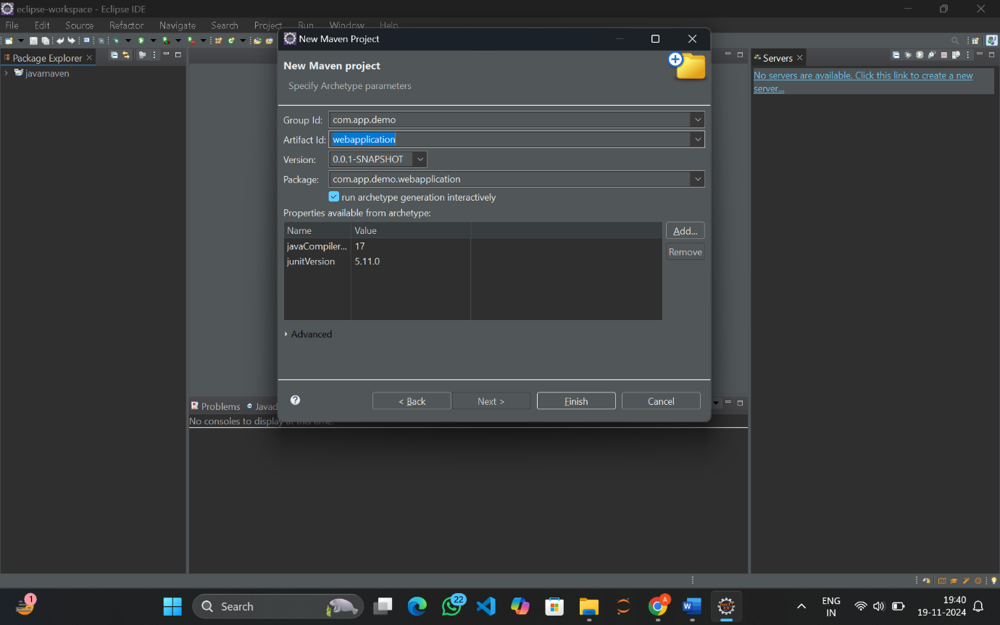 eclipse-workspace - Eclipse IDE
File Edit Source Refactor Navigate Search Project Run Window Help
Package Explorer
javamaven
New Maven Project
New Maven project
Specify Archetype parameters
Group Id: com.app.demo
Artifact Id: webapplication
Version: 0.0.1-SNAPSHOT
Package: com.app.demo.webapplication
run archetype generation interactively
Properties available from archetype:
Name Value
javaCompiler... 17
junitVersion 5.11.0
Add...
Remove
Advanced
< Back Next > Finish Cancel
Problems Javad
No consoles to display at this time.
Servers
No servers are available. Click this link to create a new
server...
1
Search
22
A
W
ENG
IN
19:40
19-11-2024